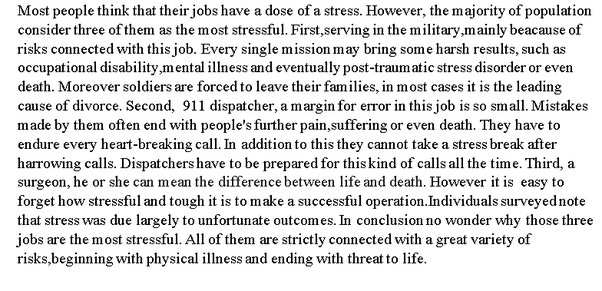 Most people think that their jobs have a dose of a stress. However, the majority of population
consider three of them as the most stressful. First,serving in the military,mainly beacause of
risks connected with this job. Every single mission may bring some harsh results, such as
occupational disability,mental illness and eventually post-traumatic stress disorder or even
death. Moreover soldiers are forced to leave their families, in most cases it is the leading
cause of divorce. Second,  911 dispatcher, a margin for error in this job is so small. Mistakes
made by them often end with people's further pain,suffering or even death. They have to
endure every heart-breaking call. In addition to this they cannot take a stress break after
harrowing calls. Dispatchers have to be prepared for this kind of calls all the time. Third, a
surgeon, he or she can mean the difference between life and death. However it is  easy to
forget how stressful and tough it is to make a successful operation.Individuals surveyed note
that stress was due largely to unfortunate outcomes. In conclusion no wonder why those three
jobs are the most stressful. All of them are strictly connected with a great variety of
risks,beginning with physical illness and ending with threat to life.